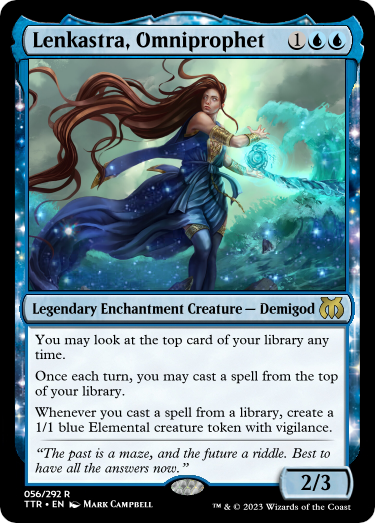 Lenkastra, Omniprophet 1
Legendary Enchantment Creature — Demigod
You may look at the top card of your library any
time.
Once each turn, you may cast a spell from the top
of your library.
Whenever you cast a spell from a library, create a
1/1 blue Elemental creature token with vigilance.
“The past is a maze, and the future a riddle. Best to
have all the answers now.”
2/3
056/292 R
TTR • EN Mark Campbell
™ & © 2023 Wizards of the Coast